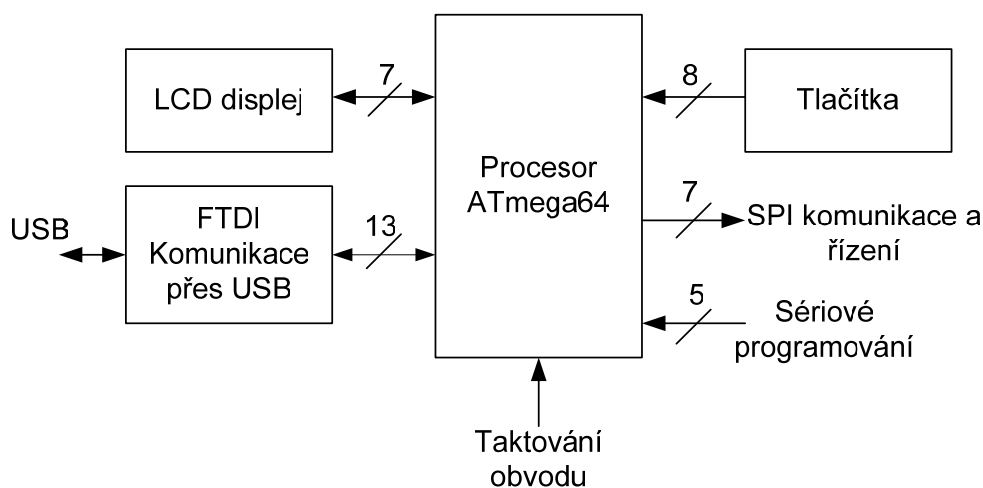 LCD displej
7
Procesor
ATmega64
8
Tlačítka
USB
FTDI
Komunikace
přes USB
13
7
SPI komunikace a
řízení
5
Sériové
programování
Taktování
obvodu